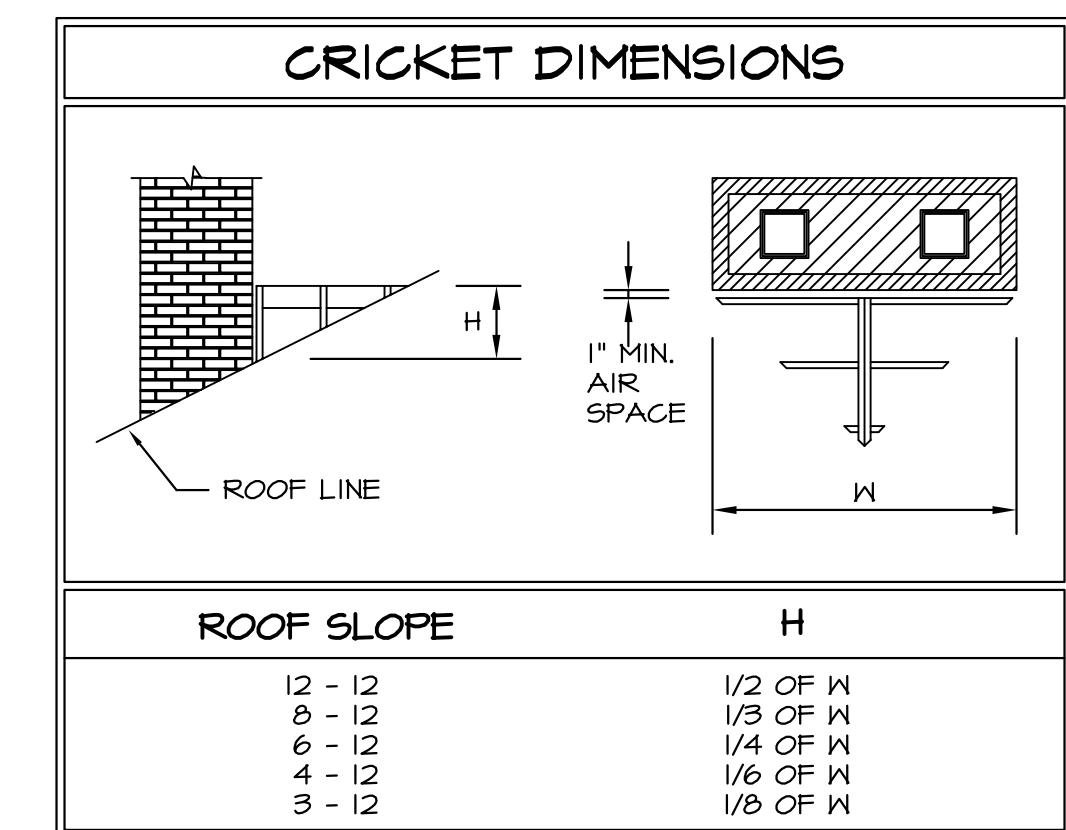 CRICKET DIMENSIONS
H
1" MIN.
AIR
SPACE
ROOF LINE
W
ROOF SLOPE H
12 - 12 1/2 OF W
8 - 12 1/3 OF W
6 - 12 1/4 OF W
4 - 12 1/6 OF W
3 - 12 1/8 OF W